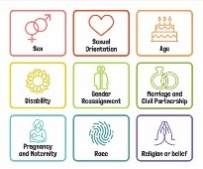 Sex
Sexual
Orientation
Age
Disability
Gender
Reassignment
Marriage and
Civil Partnership
Pregnancy
and Maternity
Race
Religion or belief